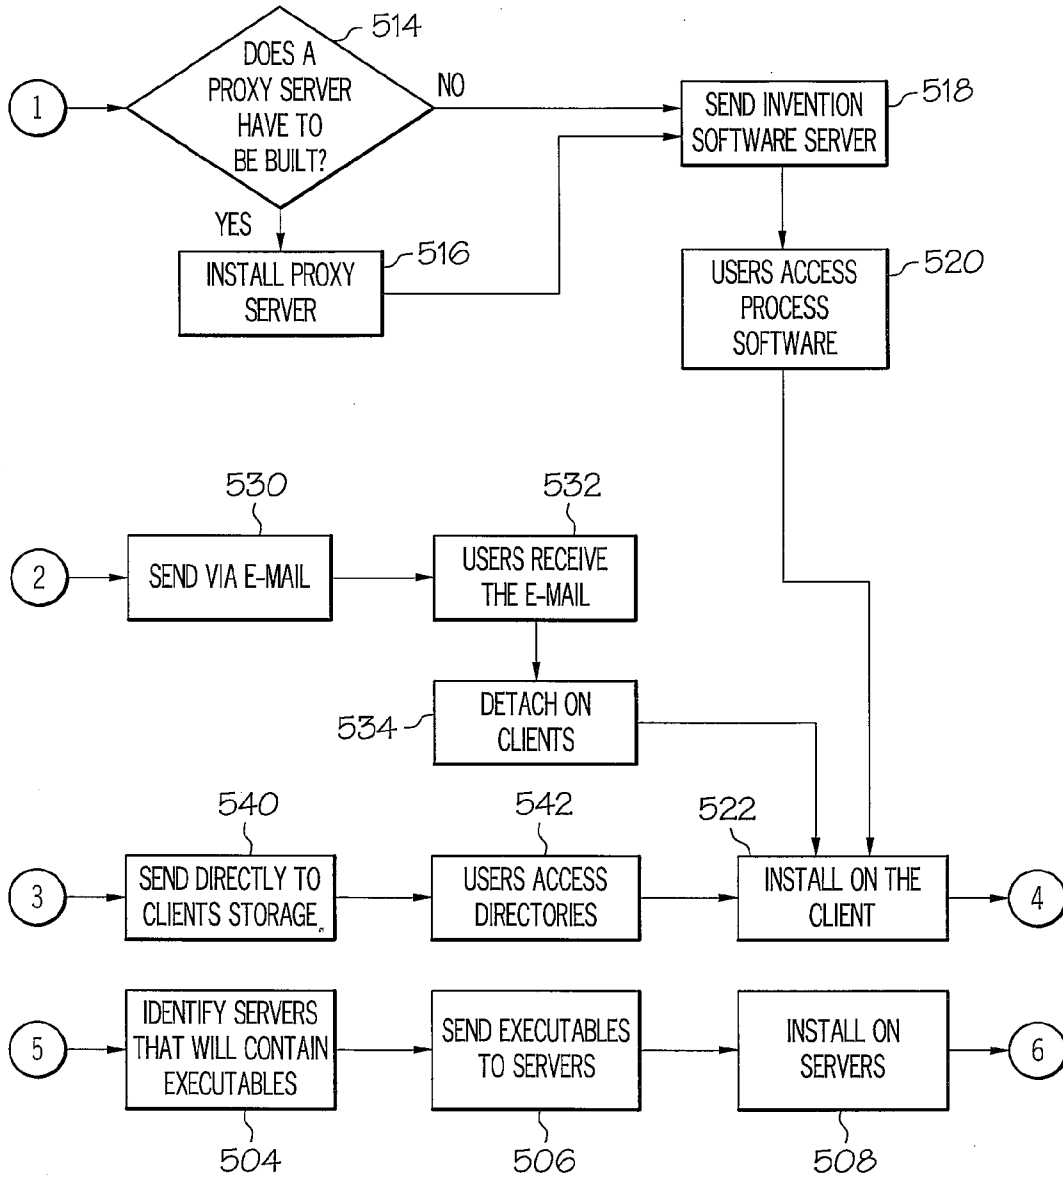 514
DOES A
PROXY SERVER
HAVE TO
BE BUILT?
1
NO
YES
SEND INVENTION
SOFTWARE SERVER
518
516
INSTALL PROXY
SERVER
USERS ACCESS
PROCESS
SOFTWARE
520
530
532
2
SEND VIA E-MAIL
USERS RECEIVE
THE E-MAIL
534
DETACH ON
CLIENTS
540
542
522
3
SEND DIRECTLY TO
CLIENTS STORAGE.
USERS ACCESS
DIRECTORIES
INSTALL ON THE
CLIENT
4
5
IDENTIFY SERVERS
THAT WILL CONTAIN
EXECUTABLES
SEND EXECUTABLES
TO SERVERS
INSTALL ON
SERVERS
6
504
506
508